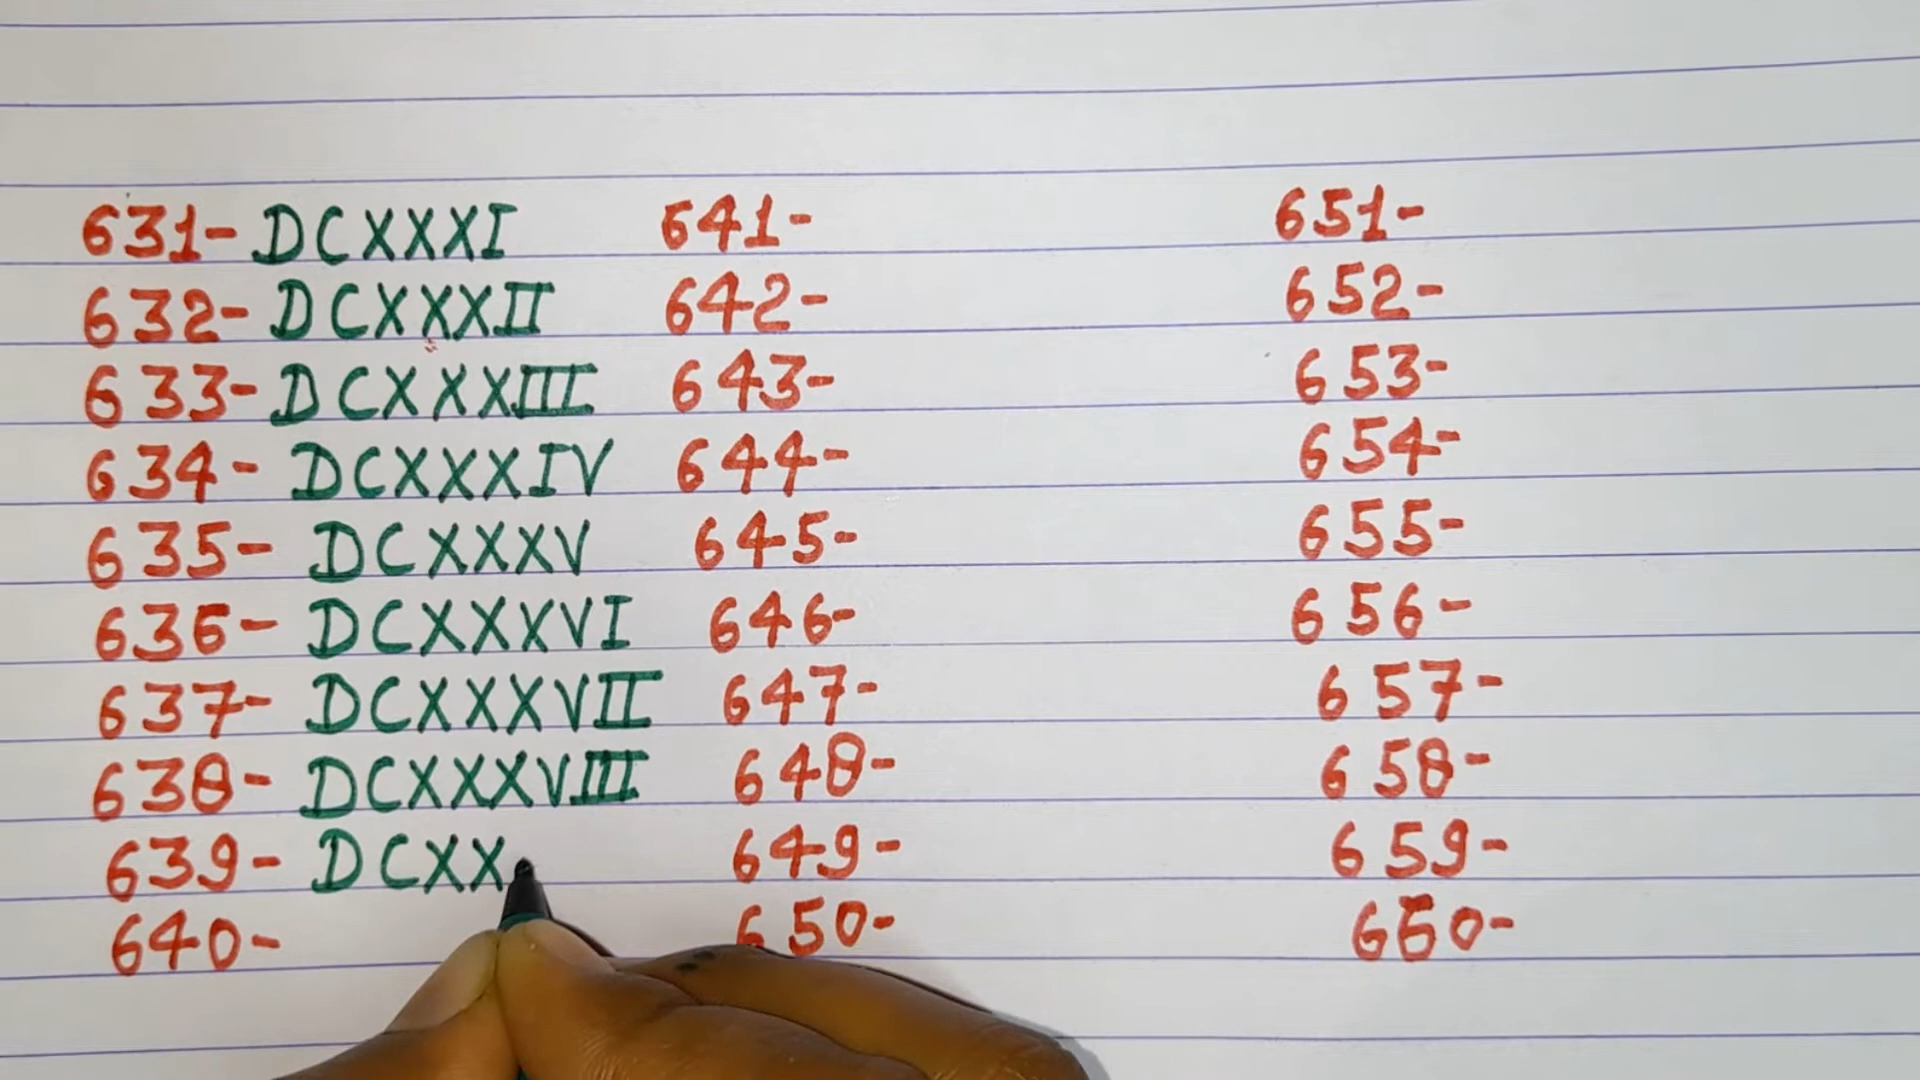 631- DCXXXI 641- 651-
632- DCXXXII 642- 652-
633- DCXXXIII 643- 653-
634- DCXXXIV 644- 654-
635- DCXXXV 645- 655-
636- DCXXXVI 646- 656-
637- DCXXXVII 647- 657-
638- DCXXXVIII 648- 658-
639- DCXX 649- 659-
640- 650- 660-